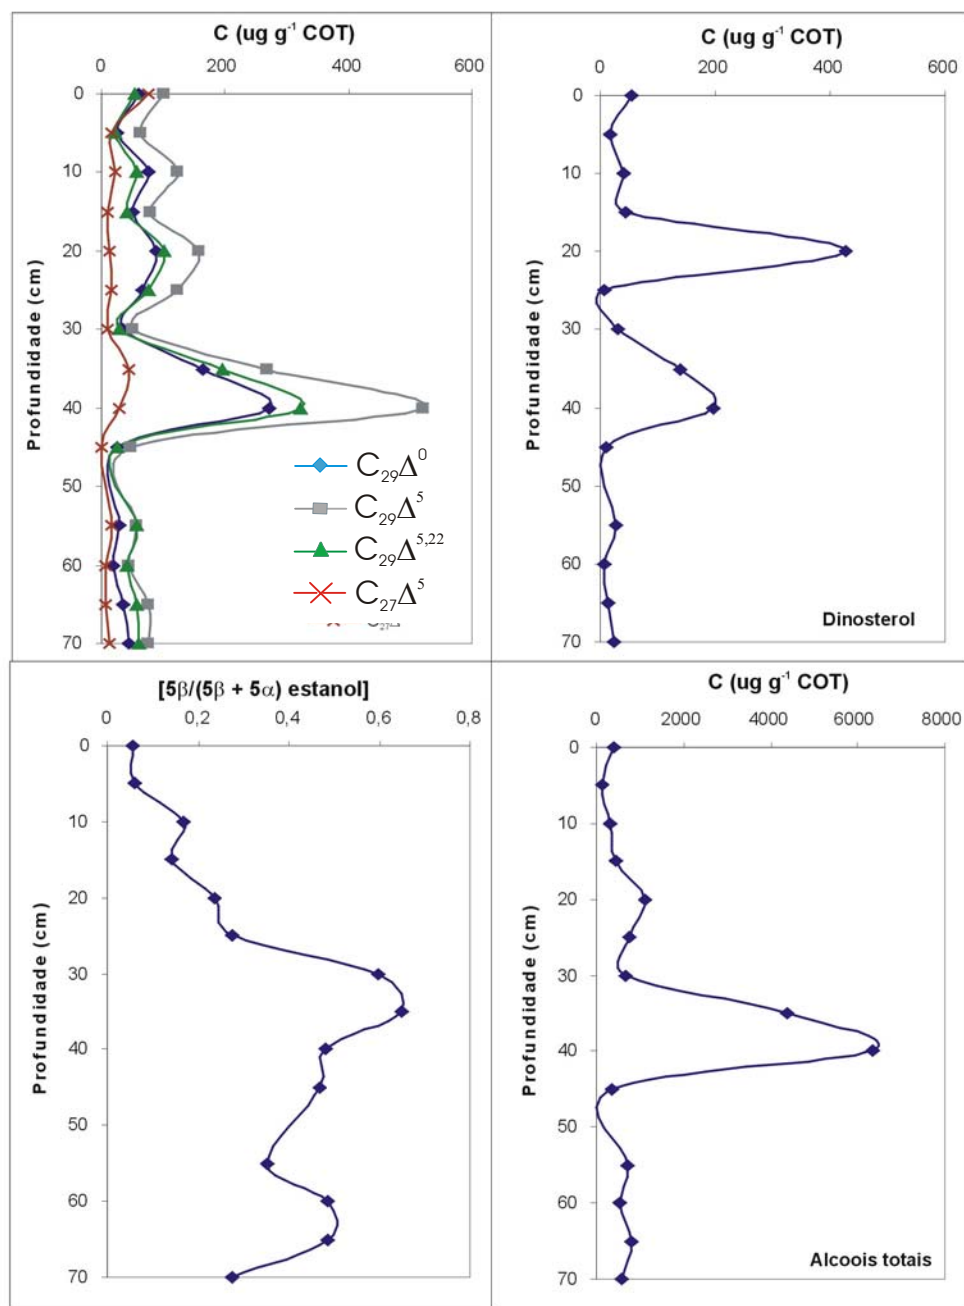 C (ug g⁻¹ COT)
0 200 400 600
0
10
20
30
40
50
60
70
Profundidade (cm)
C₂₉Δ⁰
C₂₉Δ⁵
C₂₉Δ⁵,²²
C₂₇Δ⁵
C₂₇Δ
C (ug g⁻¹ COT)
0 200 400 600
0
10
20
30
40
50
60
70
Profundidade (cm)
Dinosterol
[5β/(5β + 5α) estanol]
0 0,2 0,4 0,6 0,8
0
10
20
30
40
50
60
70
Profundidade (cm)
C (ug g⁻¹ COT)
0 2000 4000 6000 8000
0
10
20
30
40
50
60
70
Profundidade (cm)
Alcoois totais